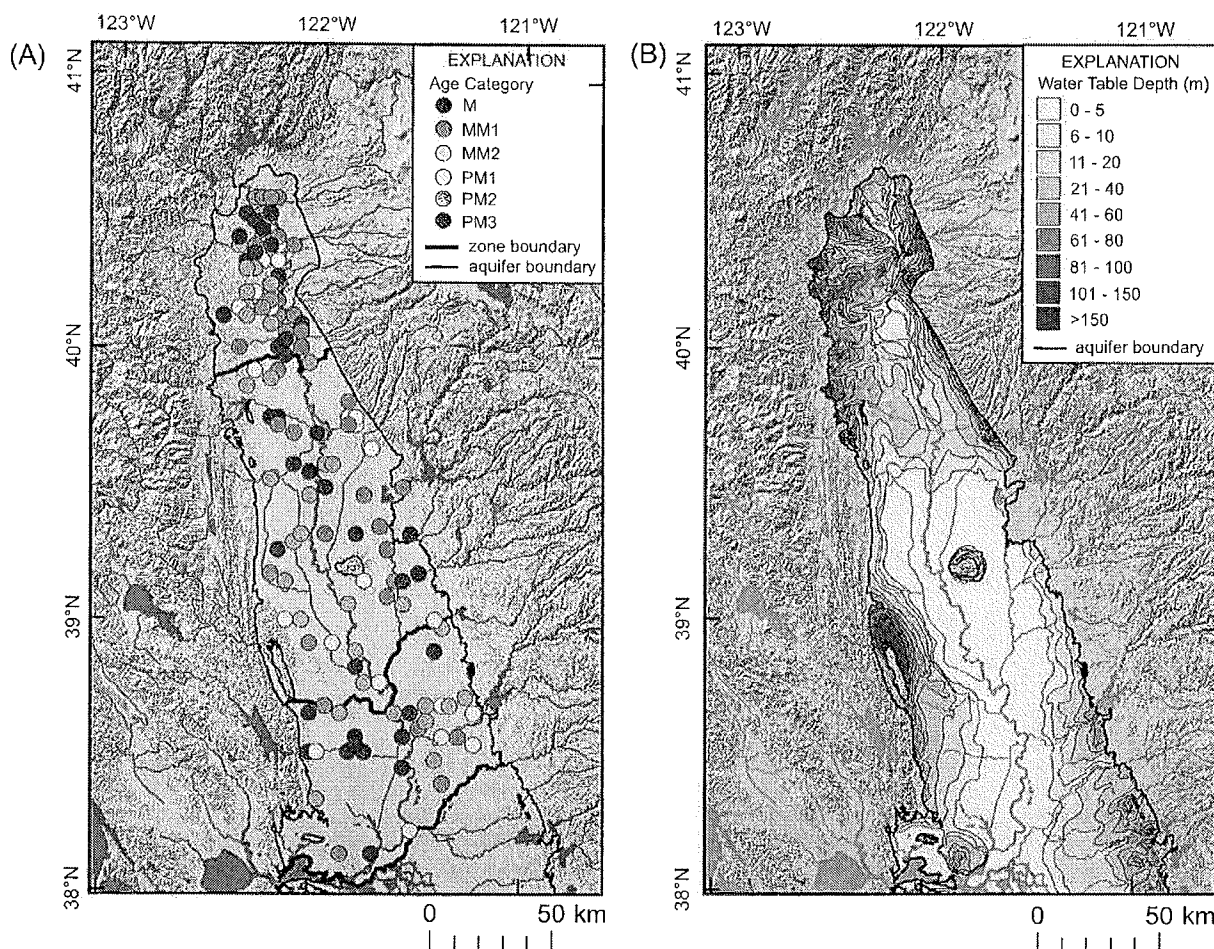 (A)
123°W
122°W
121°W
41°N
40°N
39°N
38°N
EXPLANATION
Age Category
M
MM1
MM2
PM1
PM2
PM3
zone boundary
aquifer boundary
0 50 km
(B)
123°W
122°W
121°W
41°N
40°N
39°N
38°N
EXPLANATION
Water Table Depth (m)
0 - 5
6 - 10
11 - 20
21 - 40
41 - 60
61 - 80
81 - 100
101 - 150
>150
aquifer boundary
0 50 km